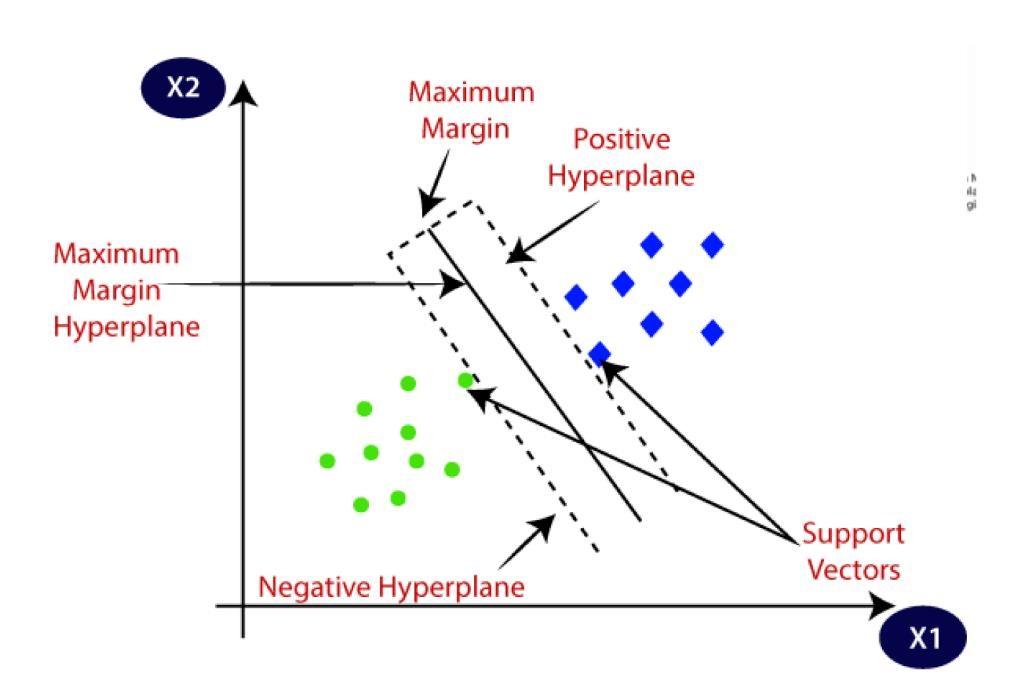 X2
Maximum
Margin
Positive
Hyperplane
Maximum
Margin
Hyperplane
Support
Vectors
Negative Hyperplane
X1